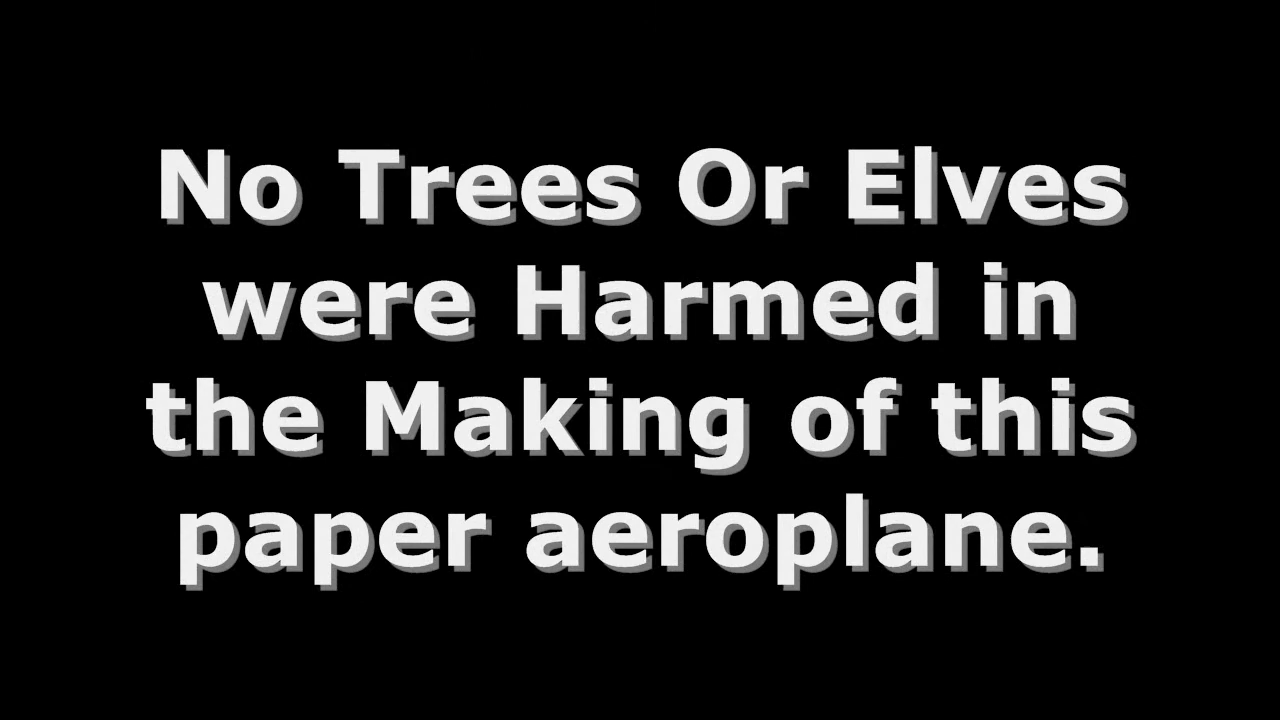 No Trees Or Elves
were Harmed in
the Making of this
paper aeroplane.